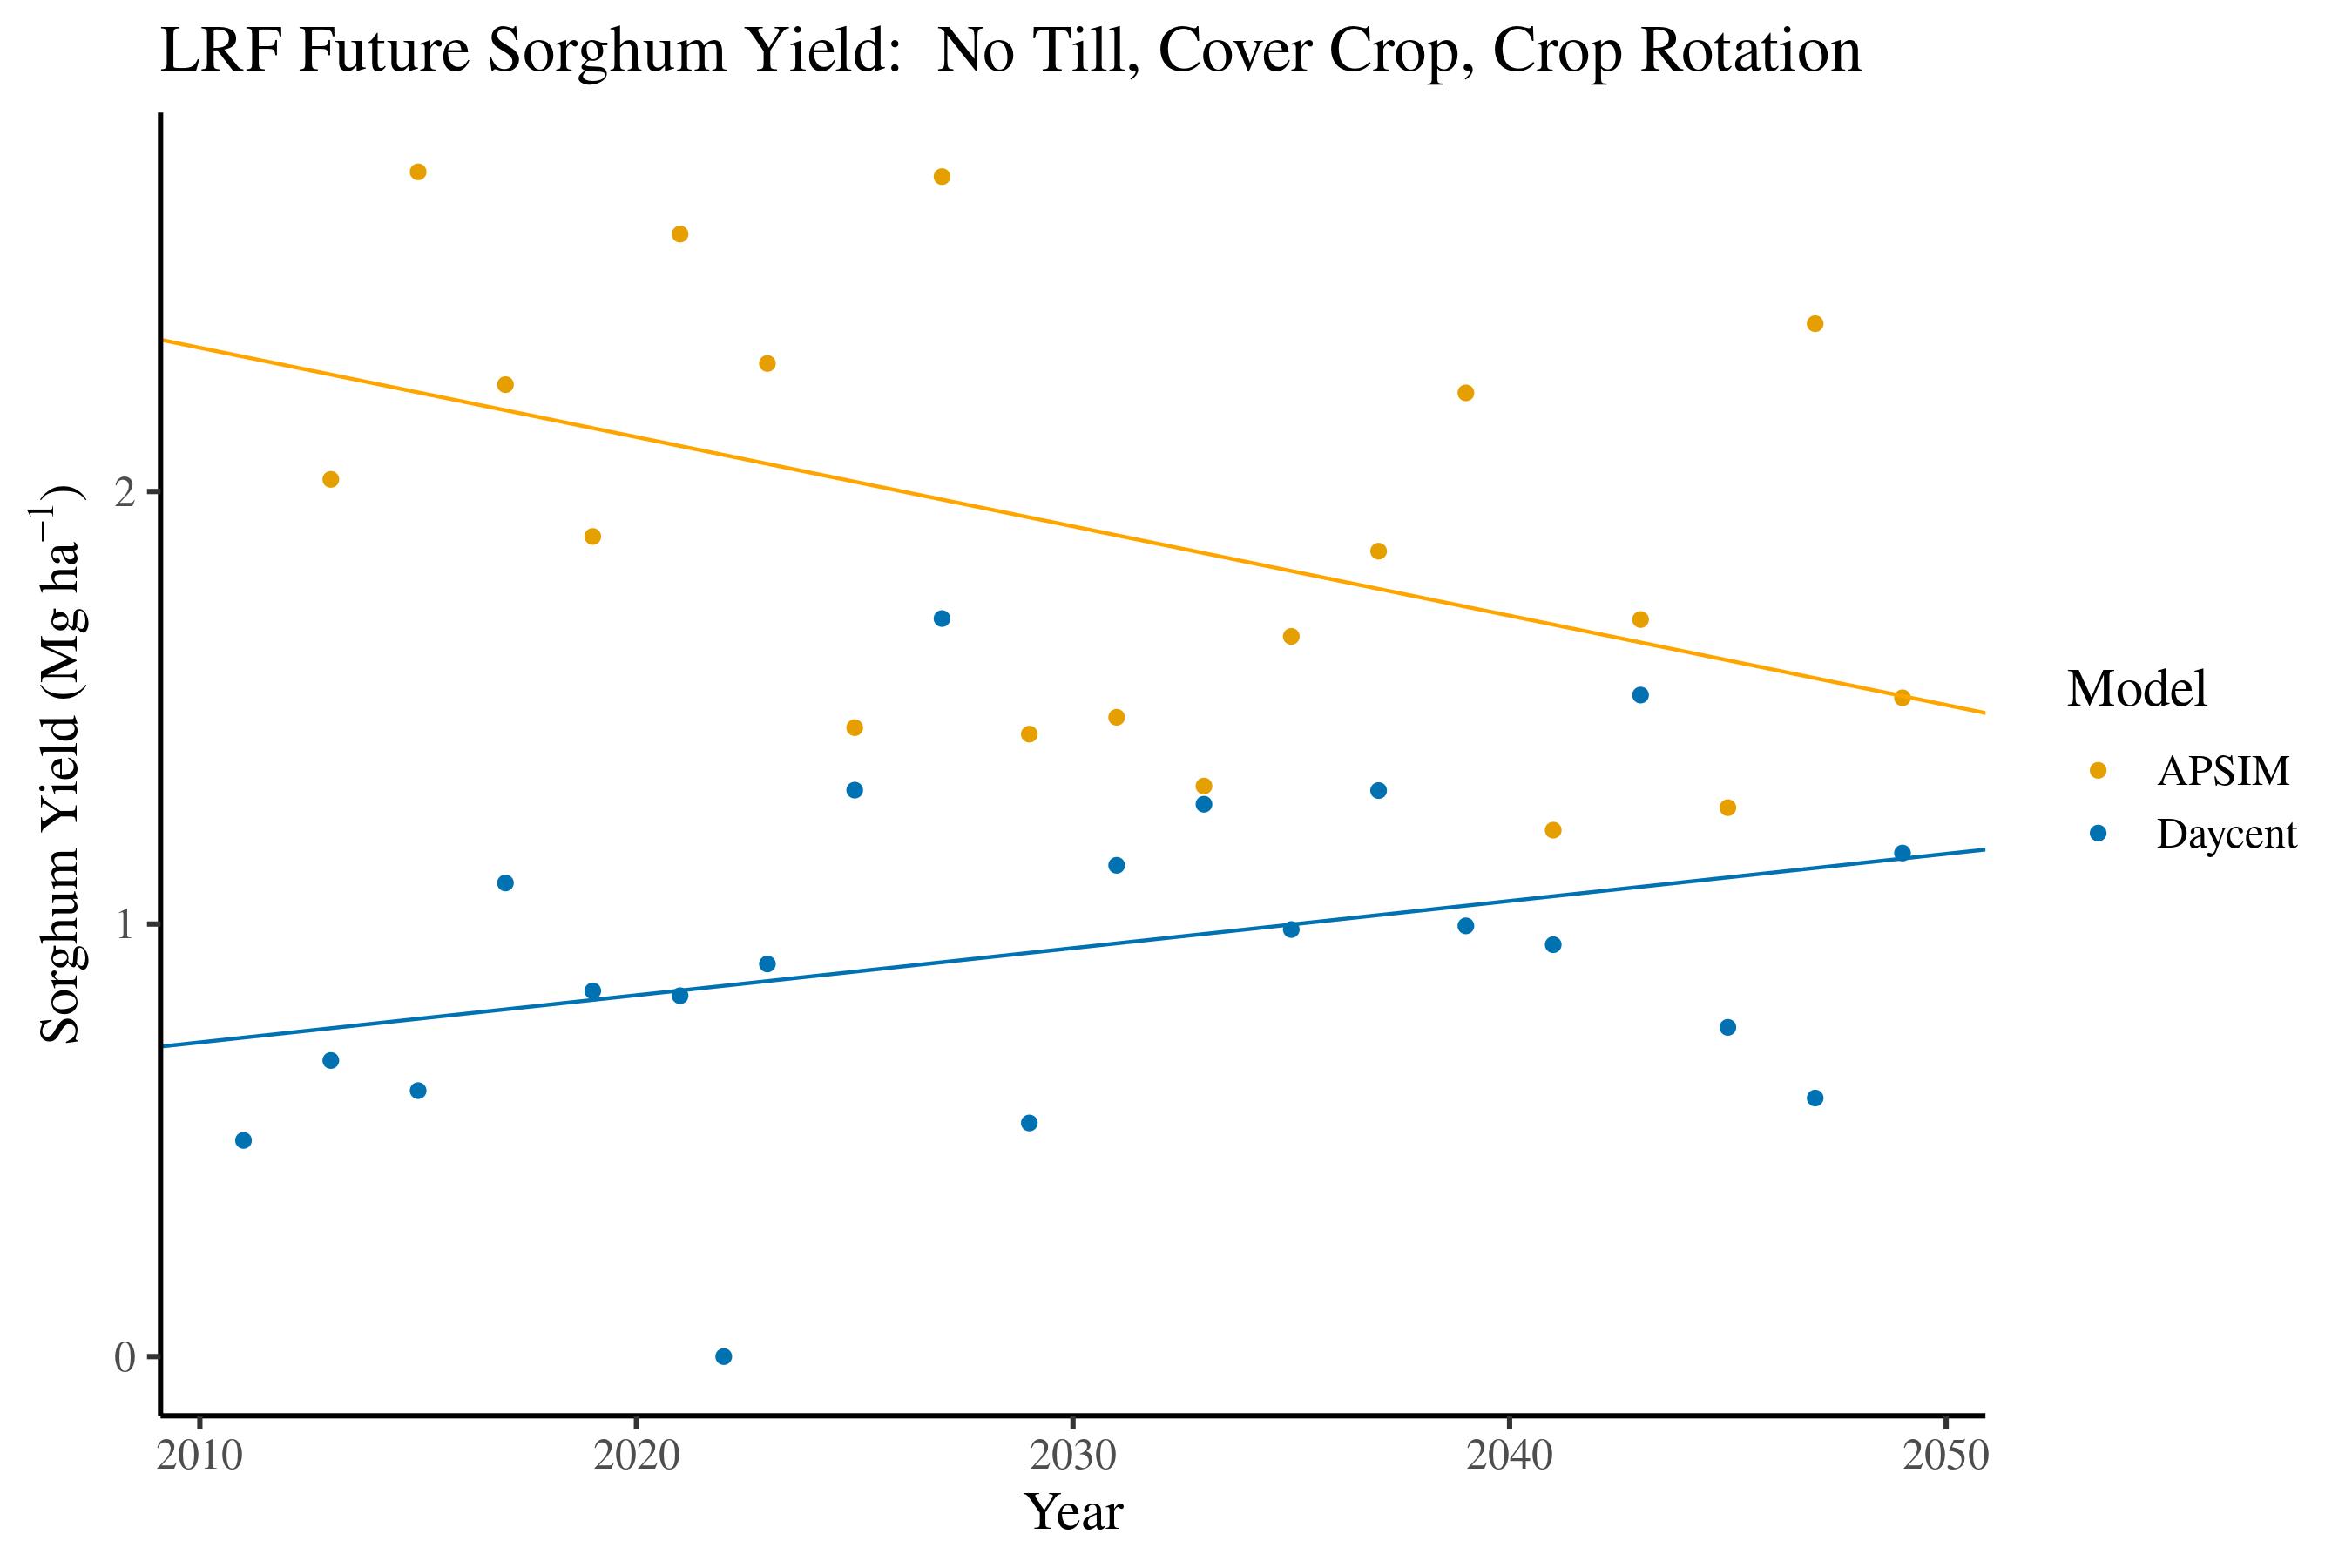 LRF Future Sorghum Yield:  No Till, Cover Crop, Crop Rotation
Sorghum Yield (Mg ha⁻¹)
2
1
0
2010 2020 2030 2040 2050
Year
Model
APSIM
Daycent